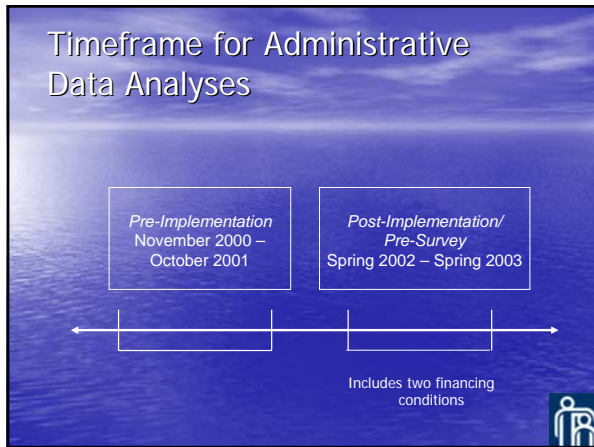 Timeframe for Administrative
Data Analyses
Pre-Implementation
November 2000 –
October 2001
Post-Implementation/
Pre-Survey
Spring 2002 – Spring 2003
Includes two financing
conditions